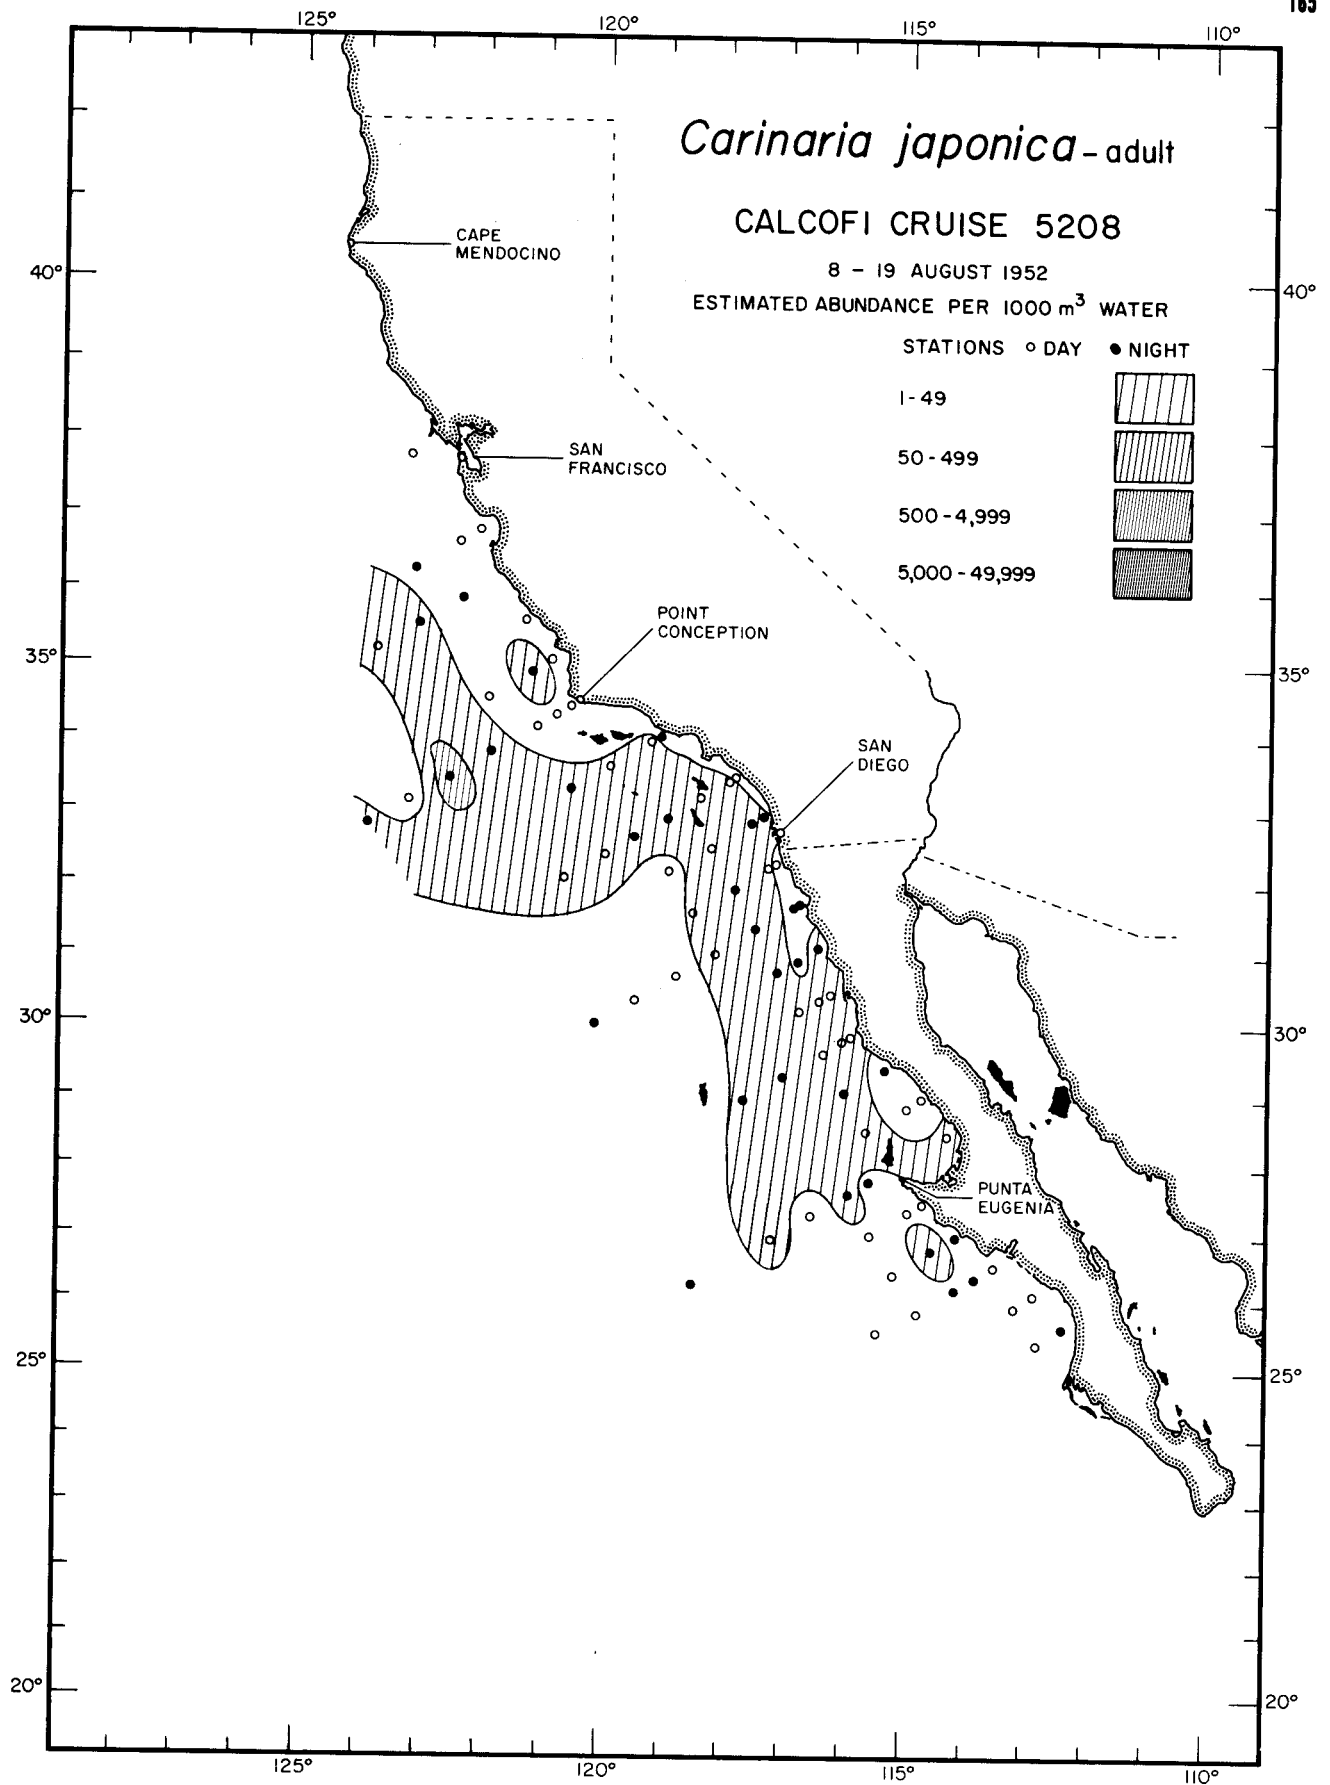 165
125° 120° 115° 110°
Carinaria japonica – adult
CALCOFI CRUISE 5208
8 – 19 AUGUST 1952
ESTIMATED ABUNDANCE PER 1000 m³ WATER
STATIONS ○ DAY ● NIGHT
1-49
50-499
500-4,999
5,000-49,999
CAPE
MENDOCINO
40° 40°
SAN
FRANCISCO
POINT
CONCEPTION
35° 35°
SAN
DIEGO
30° 30°
PUNTA
EUGENIA
25° 25°
20° 20°
125° 120° 115° 110°